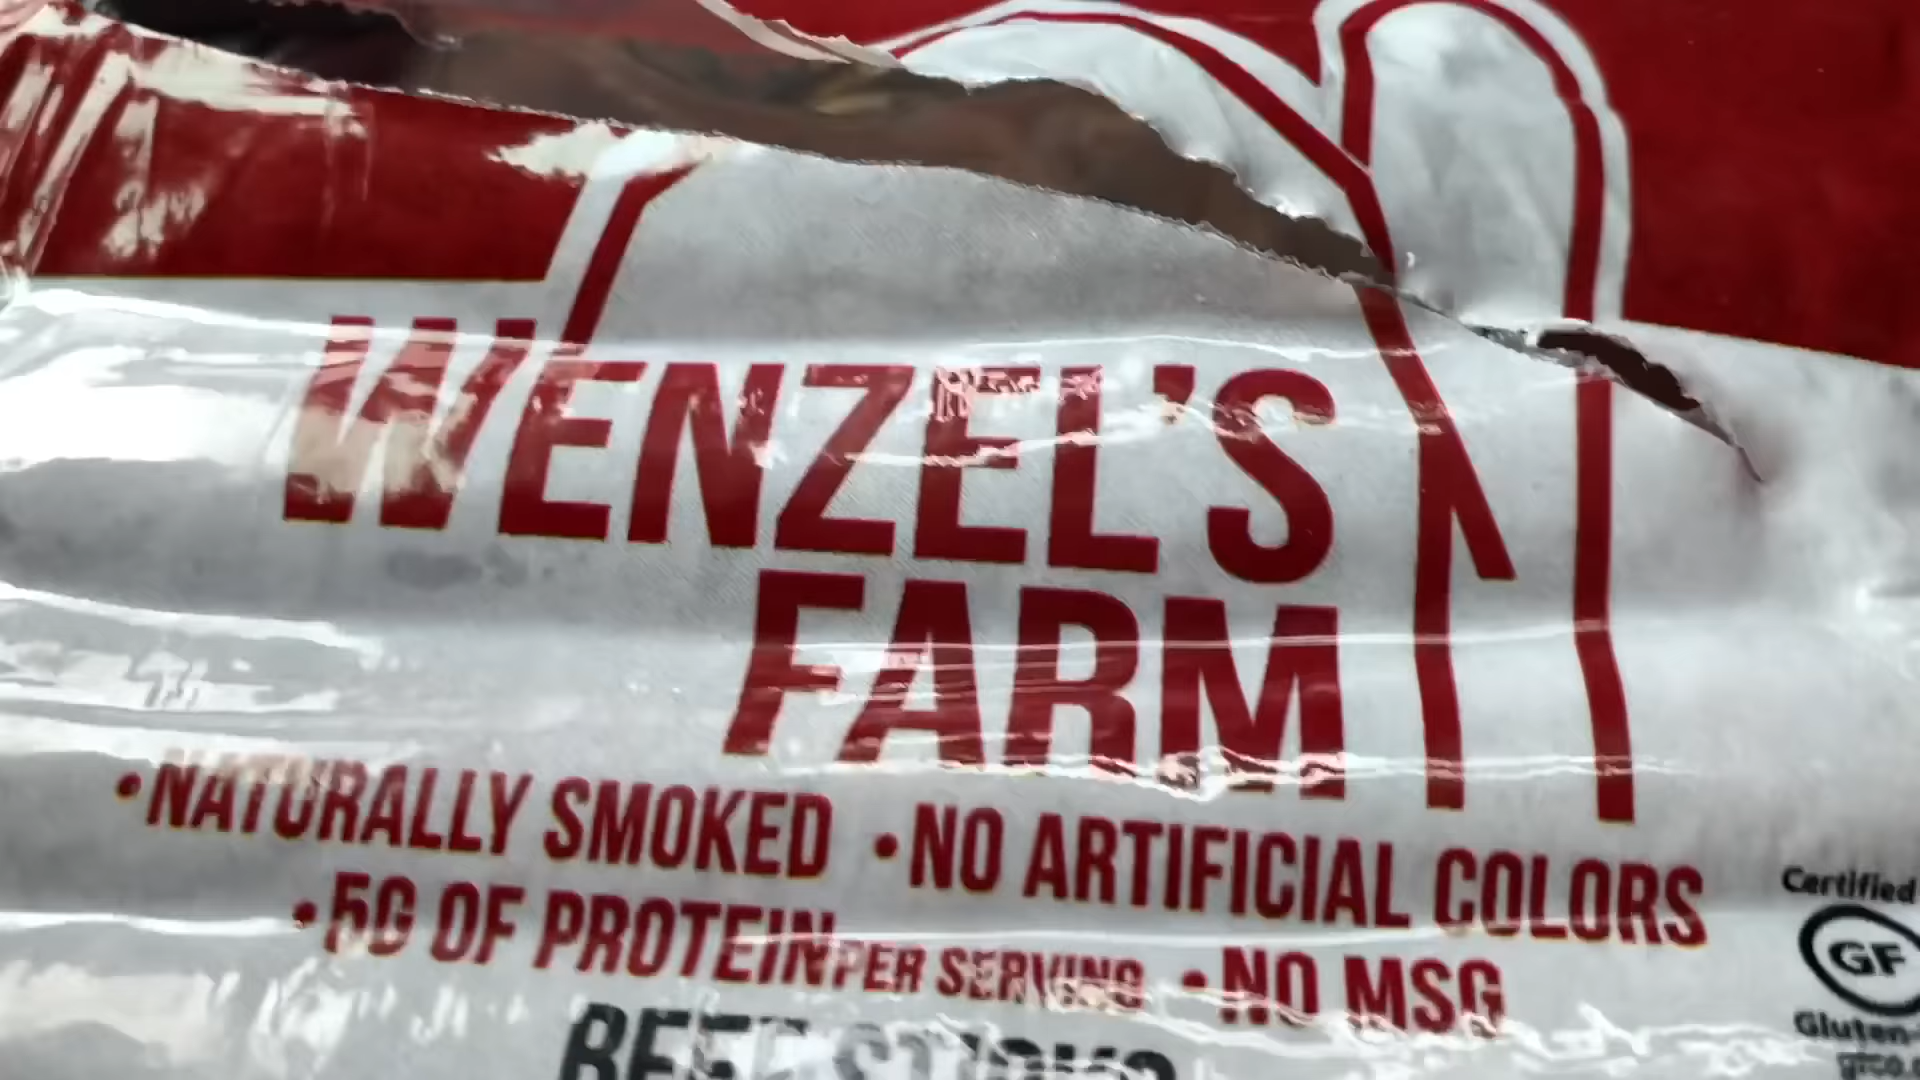 WENZEL'S
FARM
•NATURALLY SMOKED •NO ARTIFICIAL COLORS
•5G OF PROTEIN PER SERVING •NO MSG
BEEF STICKS
Certified
GF
Gluten-